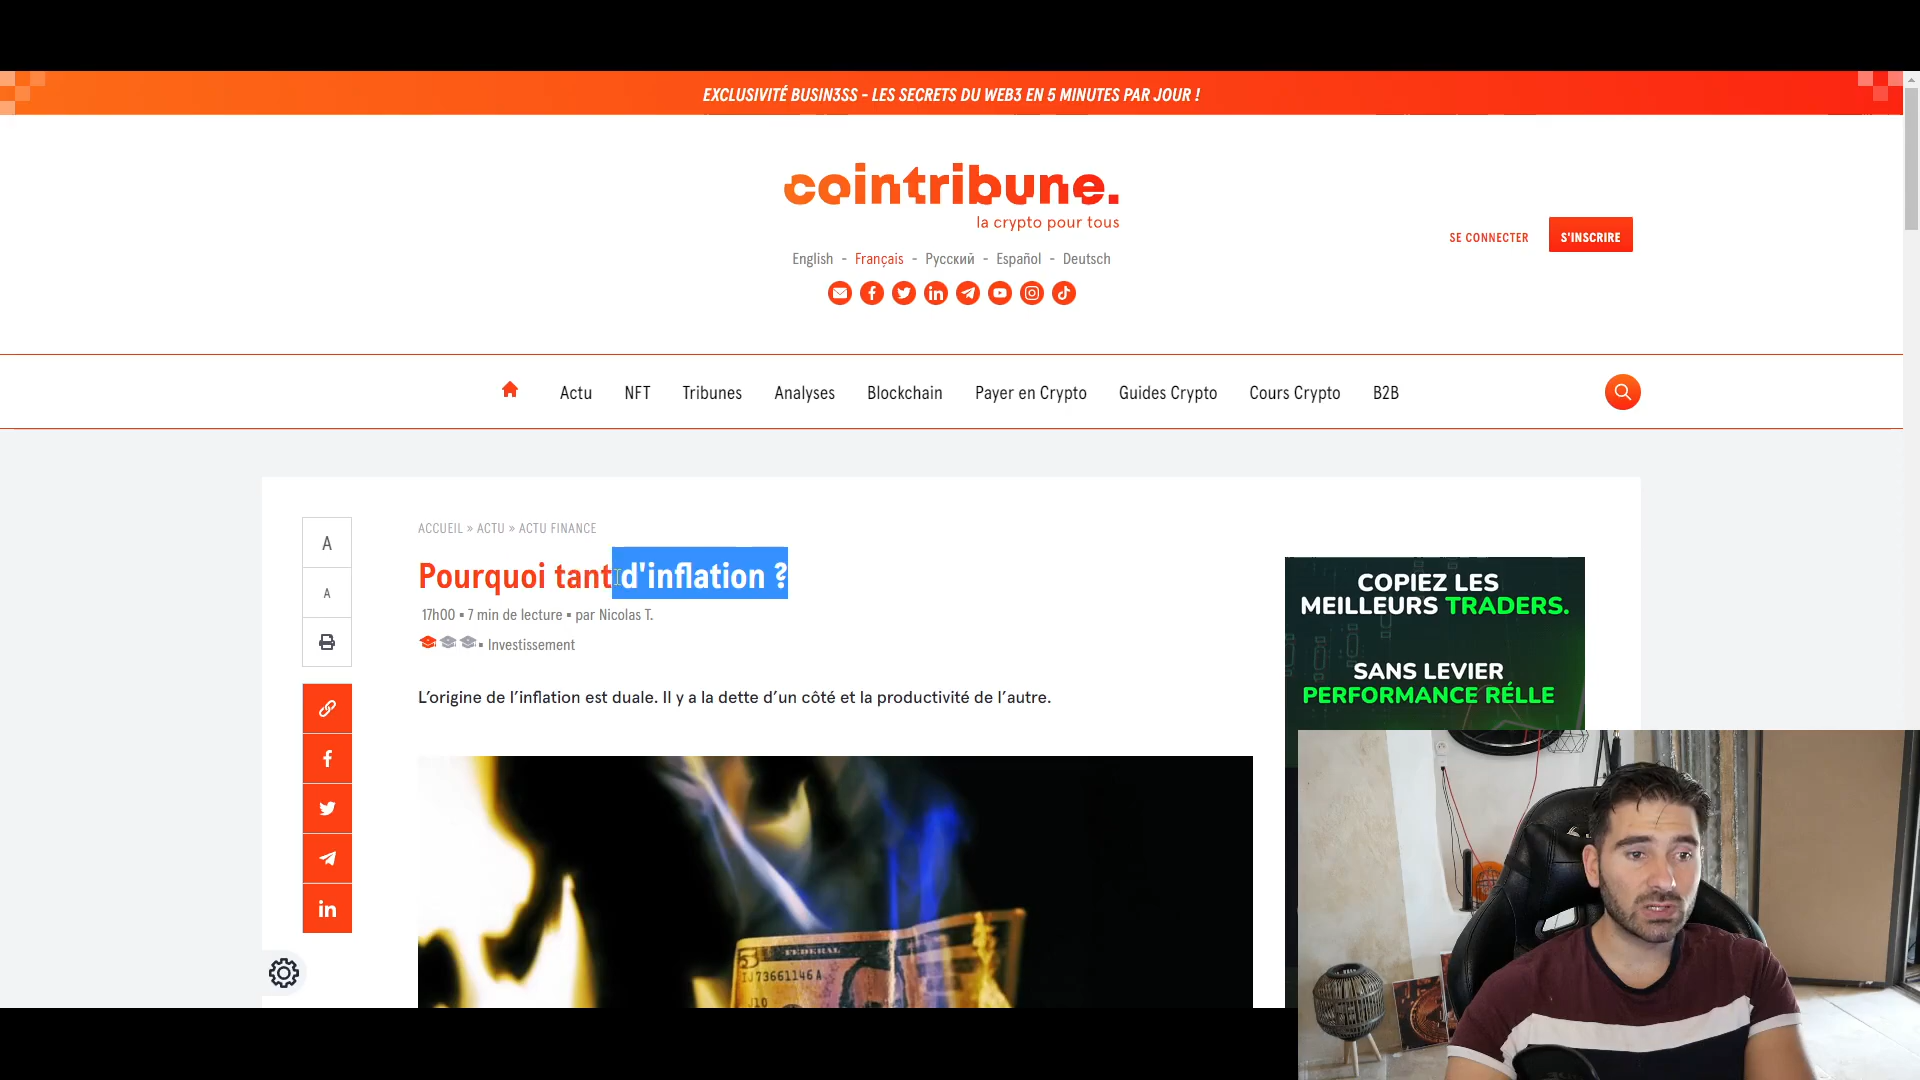 EXCLUSIVITÉ BUSIN3SS - LES SECRETS DU WEB3 EN 5 MINUTES PAR JOUR !
cointribune.
la crypto pour tous
English - Français - Русский - Español - Deutsch
SE CONNECTER
S'INSCRIRE
Actu NFT Tribunes Analyses Blockchain Payer en Crypto Guides Crypto Cours Crypto B2B
ACCUEIL » ACTU » ACTU FINANCE
A
A
Pourquoi tant d'inflation ?
17h00 ▪ 7 min de lecture ▪ par Nicolas T.
▪ Investissement
L’origine de l’inflation est duale. Il y a la dette d’un côté et la productivité de l’autre.
COPIEZ LES
MEILLEURS TRADERS.
SANS LEVIER
PERFORMANCE RÉLLE
FEDERAL
IJ73661146A
J10